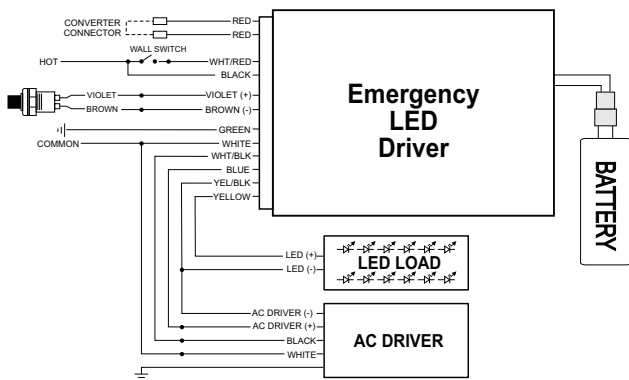 CONVERTER
CONNECTOR
RED
RED
HOT
WALL SWITCH
WHT/RED
BLACK
VIOLET
VIOLET (+)
BROWN
BROWN (-)
GREEN
COMMON
WHITE
WHT/BLK
BLUE
YEL/BLK
YELLOW
Emergency
LED
Driver
BATTERY
LED (+)
LED (-)
LED LOAD
AC DRIVER (-)
AC DRIVER (+)
BLACK
WHITE
AC DRIVER